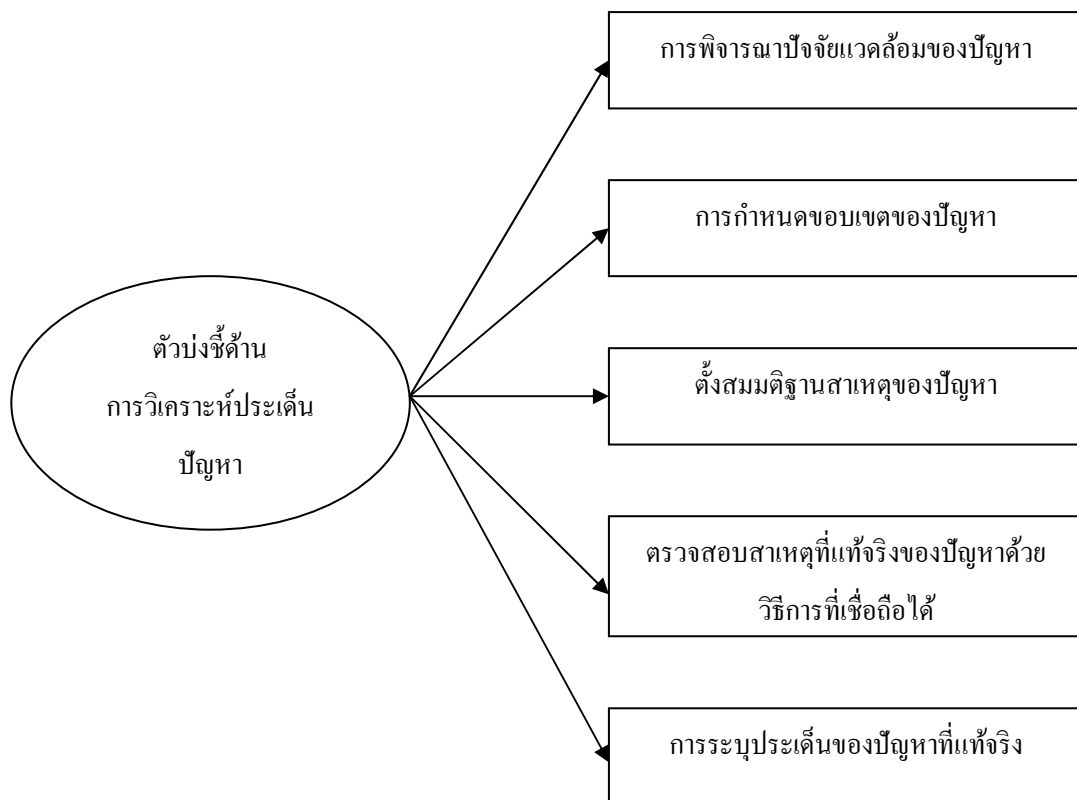 การพิจารณาปัจจัยแวดล้อมของปัญหา
การกำหนดขอบเขตของปัญหา
ตัวบ่งชี้ด้าน
การวิเคราะห์ประเด็น
ปัญหา
ตั้งสมมติฐานสาเหตุของปัญหา
ตรวจสอบสาเหตุที่แท้จริงของปัญหาด้วย
วิธีการที่เชื่อถือได้
การระบุประเด็นของปัญหาที่แท้จริง